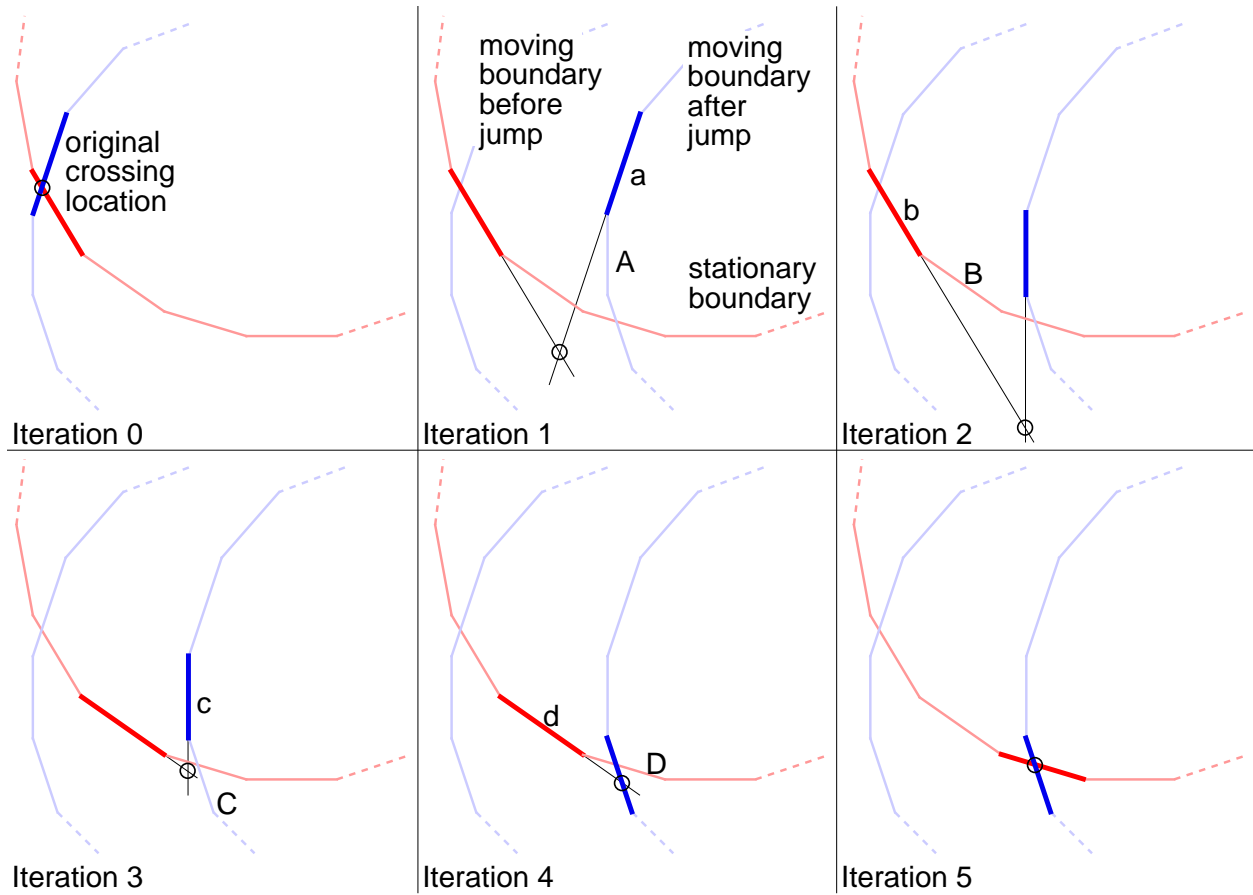 original
crossing
location
Iteration 0
moving
boundary
before
jump
moving
boundary
after
jump
a
A
stationary
boundary
Iteration 1
b
B
Iteration 2
c
C
Iteration 3
d
D
Iteration 4
Iteration 5